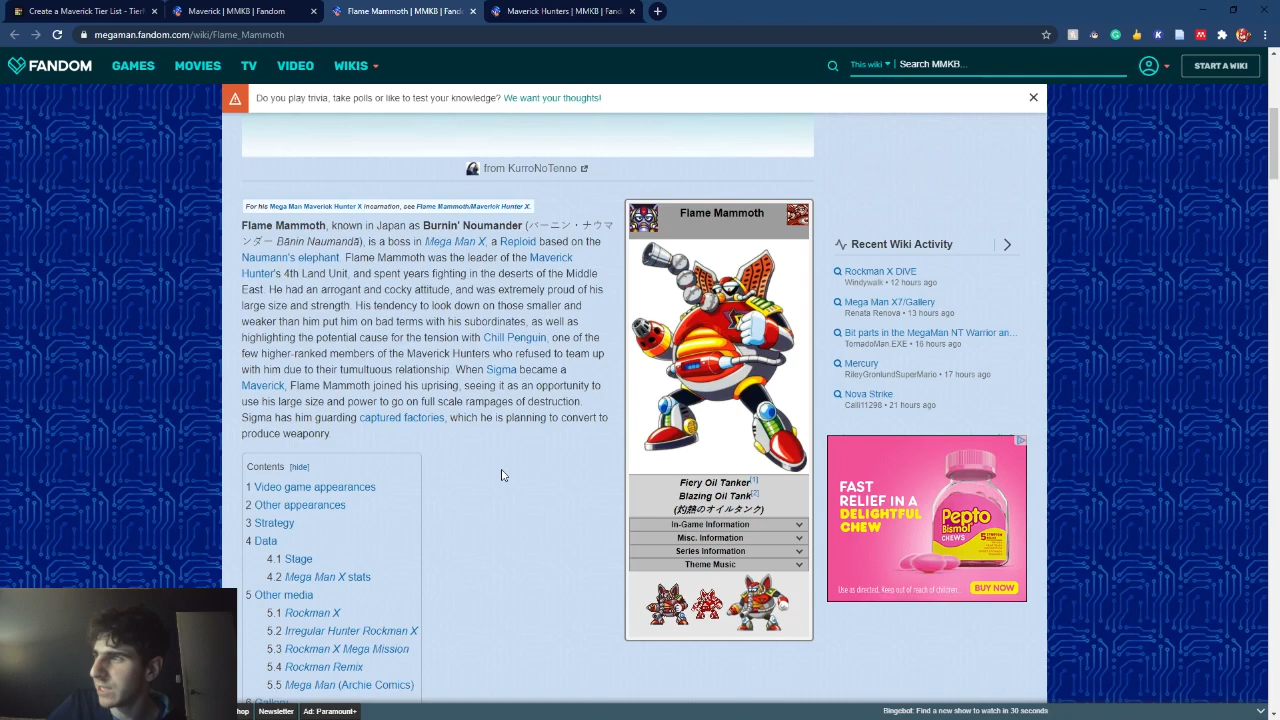 Create a Maverick Tier List - Tier
Maverick | MMKB | Fandom
Flame Mammoth | MMKB | Fandom
Maverick Hunters | MMKB | Fandom
megaman.fandom.com/wiki/Flame_Mammoth
FANDOM GAMES MOVIES TV VIDEO WIKIS This wiki Search MMKB... START A WIKI
Do you play trivia, take polls or like to test your knowledge? We want your thoughts!
from KurroNoTenno
For his Mega Man Maverick Hunter X incarnation, see Flame Mammoth/Maverick Hunter X.
Flame Mammoth, known in Japan as Burnin' Noumander (バーニン・ナウマ
ンダー Bānin Naumandā), is a boss in Mega Man X, a Reploid based on the
Naumann's elephant. Flame Mammoth was the leader of the Maverick
Hunter's 4th Land Unit, and spent years fighting in the deserts of the Middle
East. He had an arrogant and cocky attitude, and was extremely proud of his
large size and strength. His tendency to look down on those smaller and
weaker than him put him on bad terms with his subordinates, as well as
highlighting the potential cause for the tension with Chill Penguin, one of the
few higher-ranked members of the Maverick Hunters who refused to team up
with him due to their tumultuous relationship. When Sigma became a
Maverick, Flame Mammoth joined his uprising, seeing it as an opportunity to
use his large size and power to go on full scale rampages of destruction.
Sigma has him guarding captured factories, which he is planning to convert to
produce weaponry.
Contents [hide]
1 Video game appearances
2 Other appearances
3 Strategy
4 Data
4.1 Stage
4.2 Mega Man X stats
5 Other media
5.1 Rockman X
5.2 Irregular Hunter Rockman X
5.3 Rockman X Mega Mission
5.4 Rockman Remix
5.5 Mega Man (Archie Comics)
6 Gallery
Flame Mammoth
Fiery Oil Tanker[1]
Blazing Oil Tank[2]
(灼熱のオイルタンク)
In-Game Information
Misc. Information
Series Information
Theme Music
Recent Wiki Activity
Rockman X DiVE
Windywalk • 12 hours ago
Mega Man X7/Gallery
Renata Renova • 13 hours ago
Bit parts in the MegaMan NT Warrior an...
TornadoMan.EXE • 16 hours ago
Mercury
RileyGronlundSuperMario • 17 hours ago
Nova Strike
Calli11298 • 21 hours ago
FAST
RELIEF IN A
DELIGHTFUL
CHEW
Pepto
Bismol
CHEWS
Use as directed. Keep out of reach of children.
BUY NOW
hop Newsletter Ad: Paramount+
Bingebot: Find a new show to watch in 30 seconds